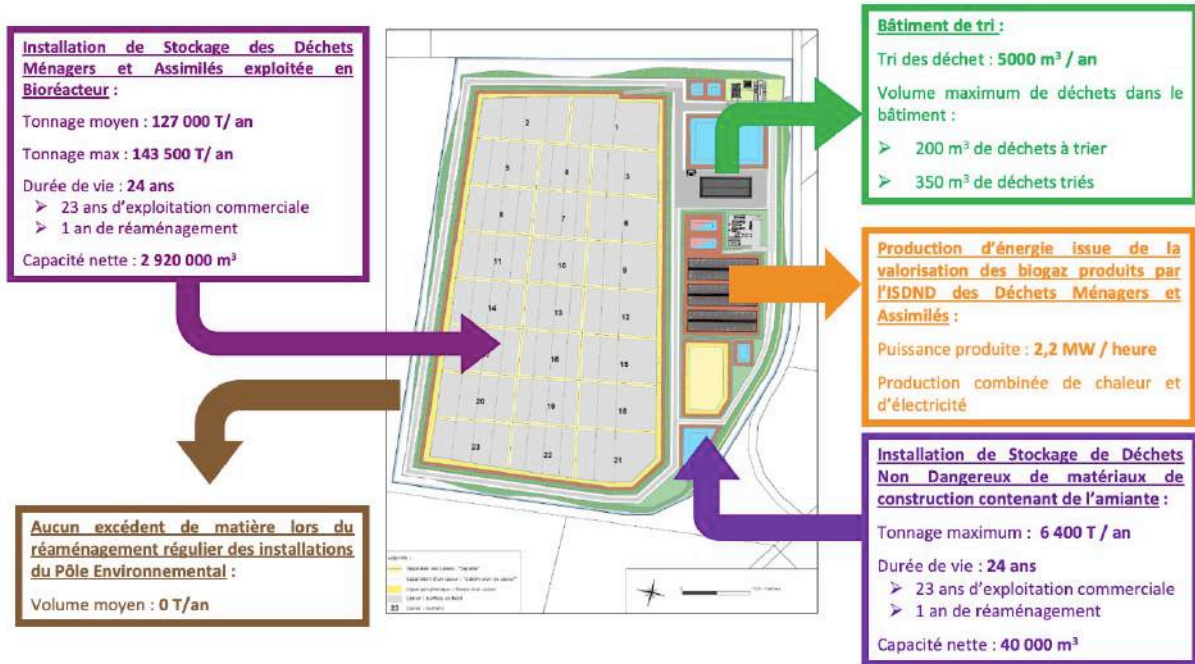 Installation de Stockage des Déchets
Ménagers et Assimilés exploitée en
Bioréacteur :
Tonnage moyen : 127 000 T/ an
Tonnage max : 143 500 T/ an
Durée de vie : 24 ans
➢ 23 ans d'exploitation commerciale
➢ 1 an de réaménagement
Capacité nette : 2 920 000 m³
Aucun excédent de matière lors du
réaménagement régulier des installations
du Pôle Environnemental :
Volume moyen : 0 T/an
2
1
3
8
7
6
11
10
9
14
13
12
16
15
20
19
18
23
22
21
Bâtiment de tri :
Tri des déchet : 5000 m³ / an
Volume maximum de déchets dans le
bâtiment :
➢ 200 m³ de déchets à trier
➢ 350 m³ de déchets triés
Production d'énergie issue de la
valorisation des biogaz produits par
l'ISDND des Déchets Ménagers et
Assimilés :
Puissance produite : 2,2 MW / heure
Production combinée de chaleur et
d'électricité
Installation de Stockage de Déchets
Non Dangereux de matériaux de
construction contenant de l'amiante :
Tonnage maximum : 6 400 T / an
Durée de vie : 24 ans
➢ 23 ans d'exploitation commerciale
➢ 1 an de réaménagement
Capacité nette : 40 000 m³